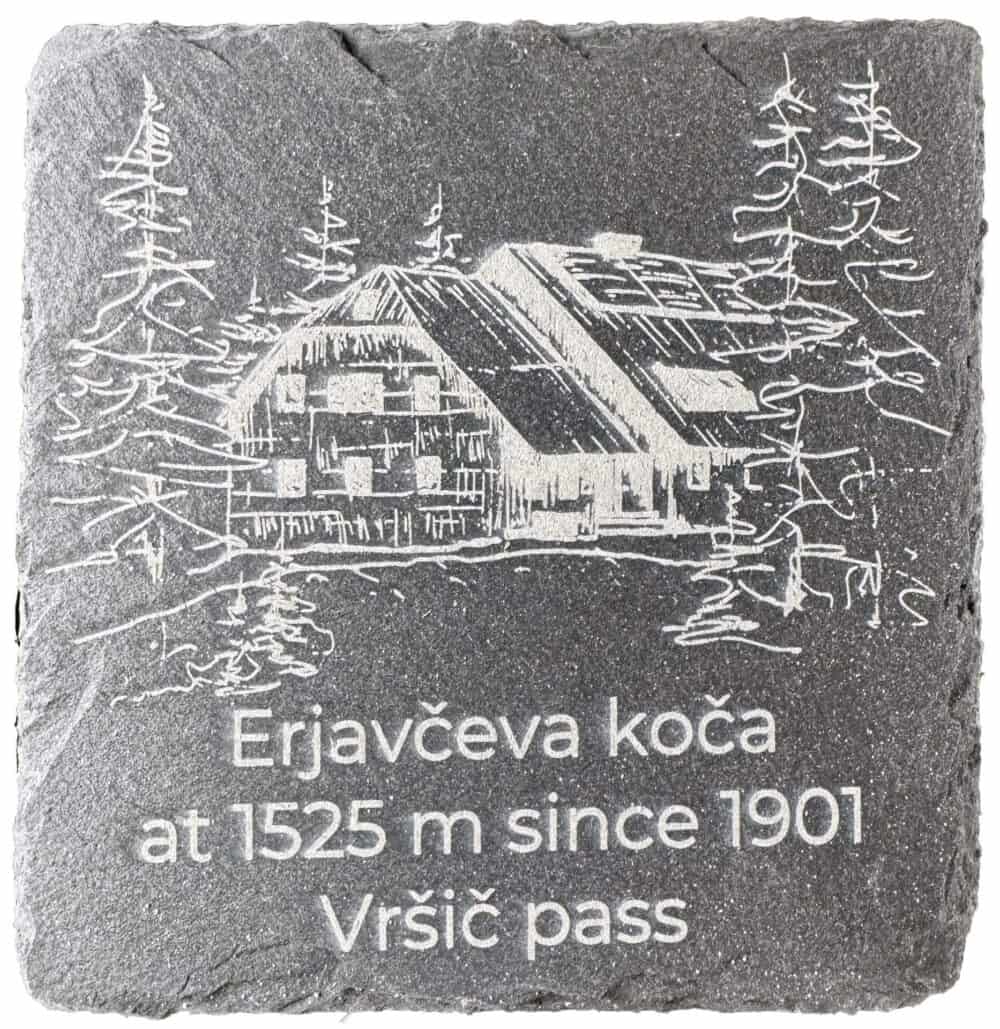 Erjavčeva koča
at 1525 m since 1901
Vršič pass